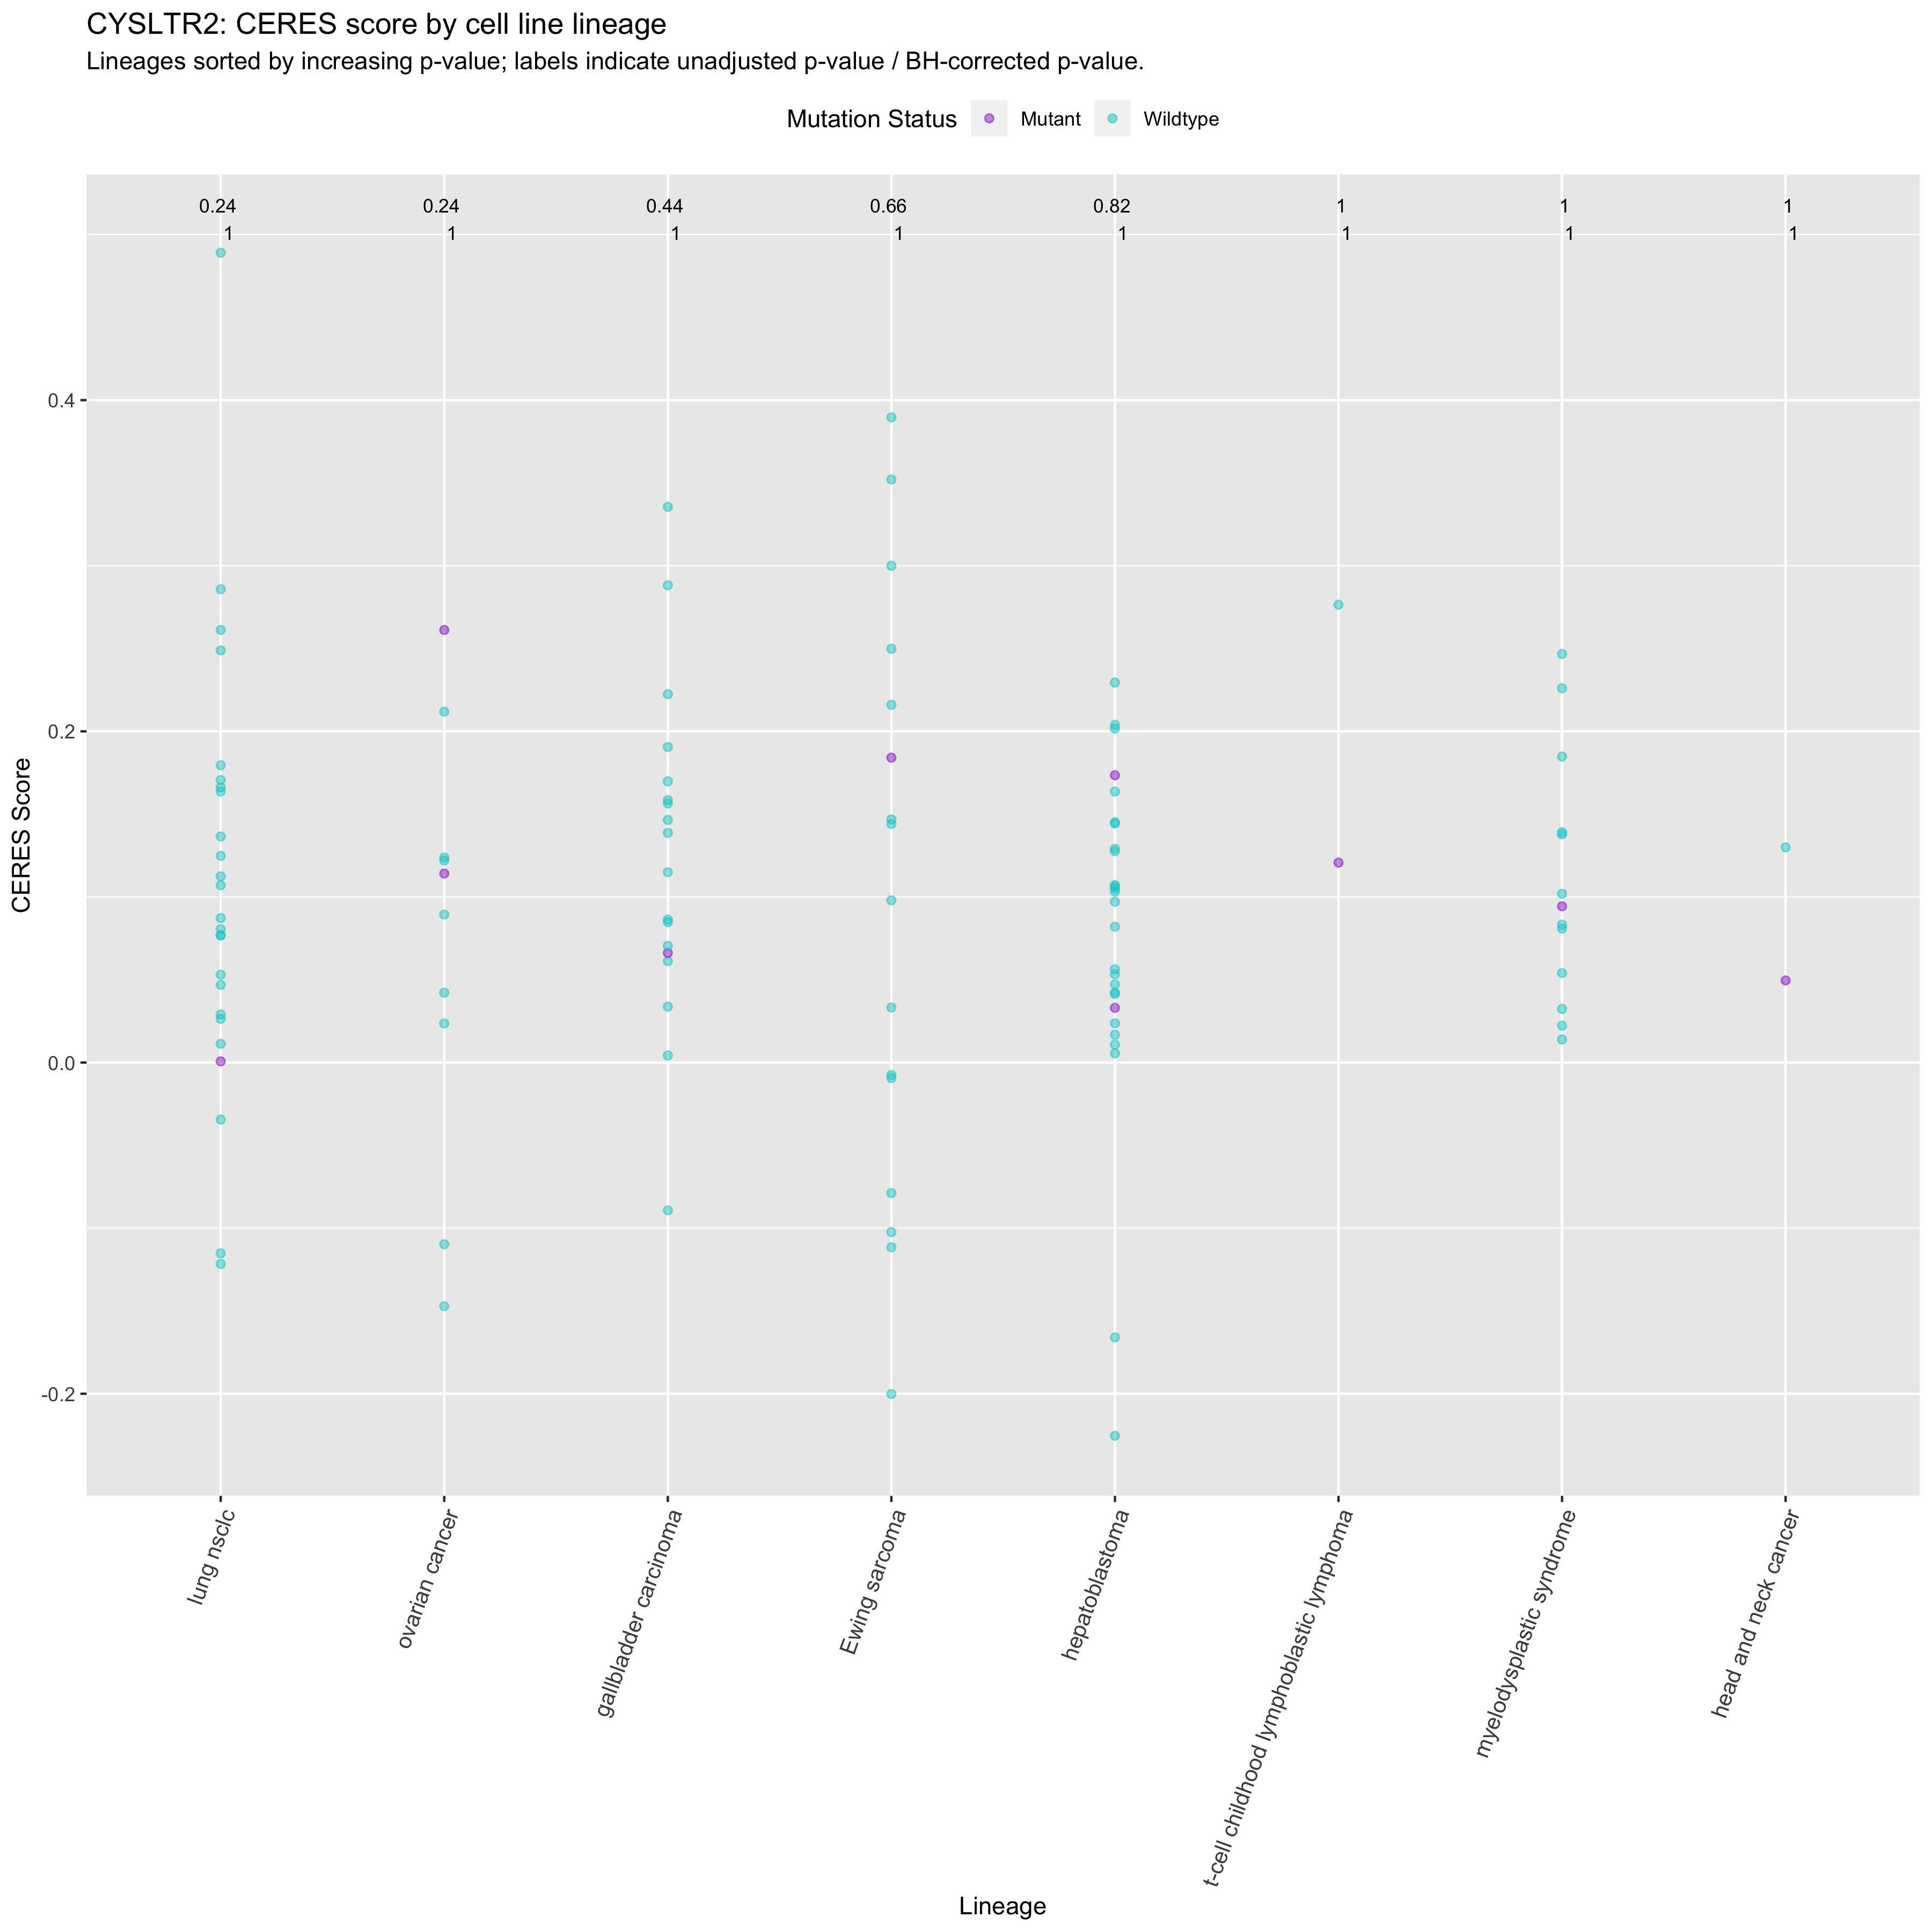 CYSLTR2: CERES score by cell line lineage
Lineages sorted by increasing p-value; labels indicate unadjusted p-value / BH-corrected p-value.
Mutation Status Mutant Wildtype
0.24 0.24 0.44 0.66 0.82 1 1 1
1 1 1 1 1 1 1 1
0.4
0.2
0.0
-0.2
CERES Score
lung nsclc
ovarian cancer
gallbladder carcinoma
Ewing sarcoma
hepatoblastoma
t-cell childhood lymphoblastic lymphoma
myelodysplastic syndrome
head and neck cancer
Lineage